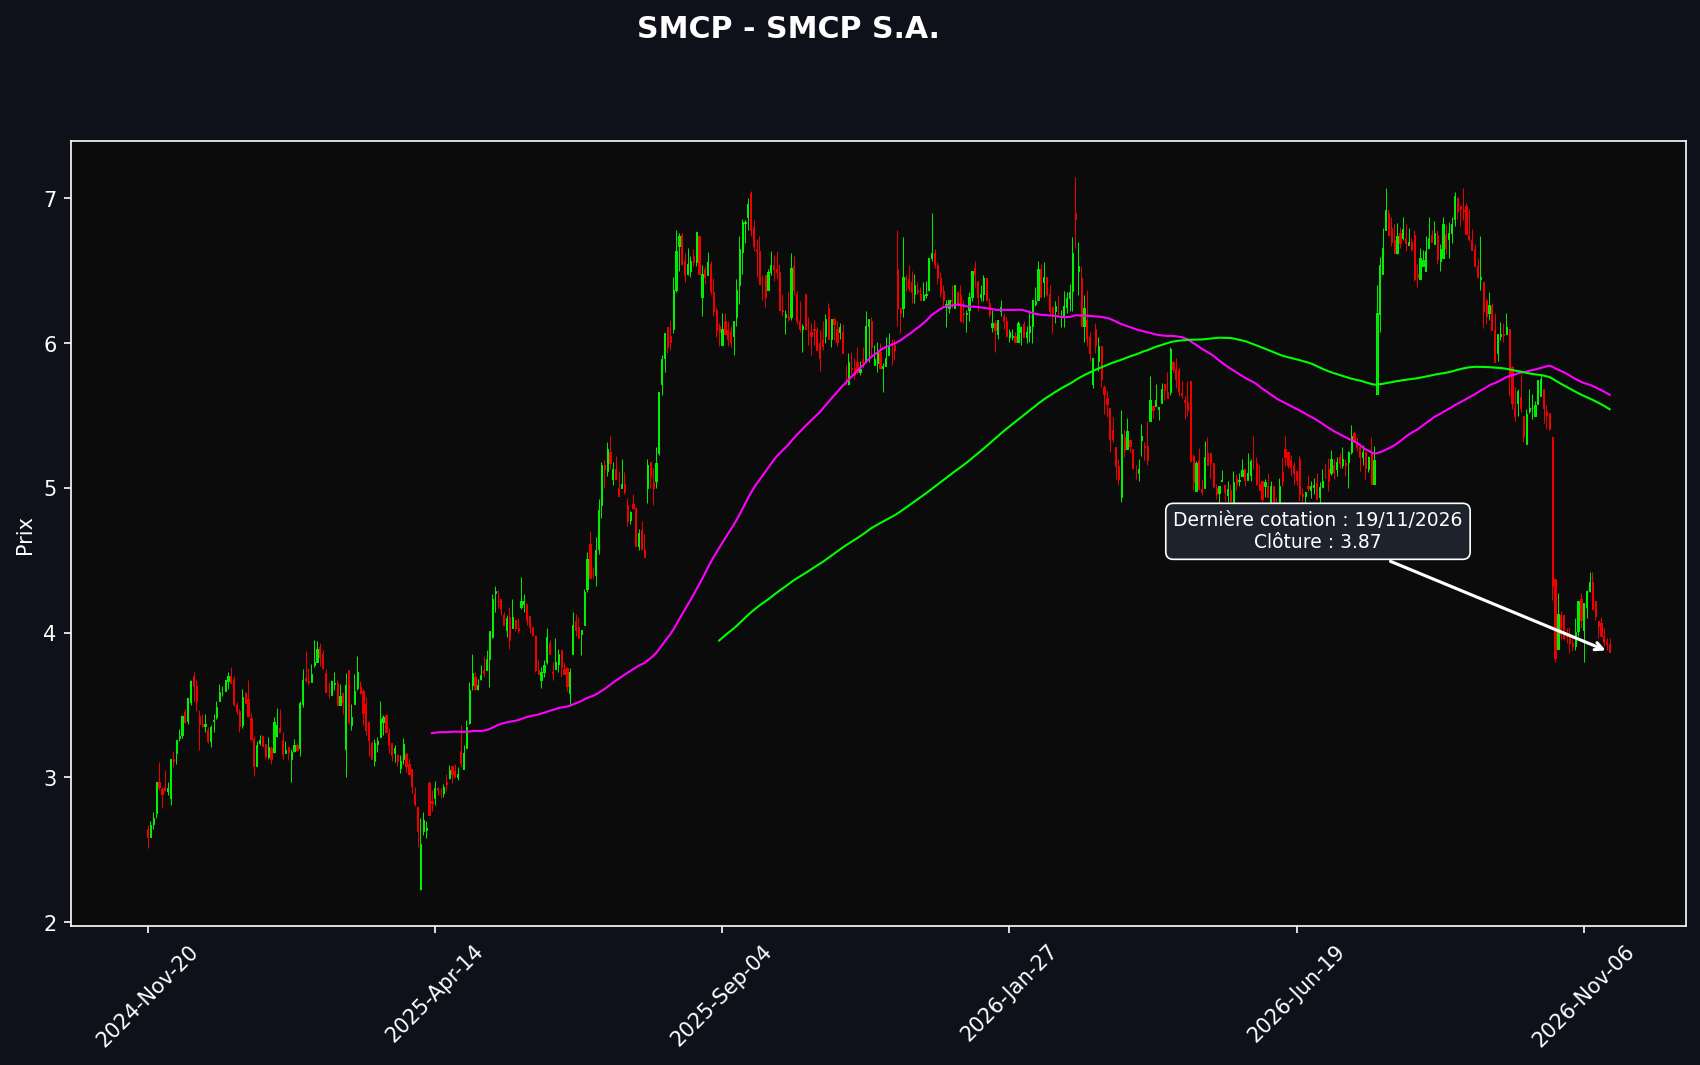 SMCP - SMCP S.A.
Prix
7
6
5
4
3
2
Dernière cotation : 19/11/2026
Clôture : 3.87
2024-Nov-20
2025-Apr-14
2025-Sep-04
2026-Jan-27
2026-Jun-19
2026-Nov-06